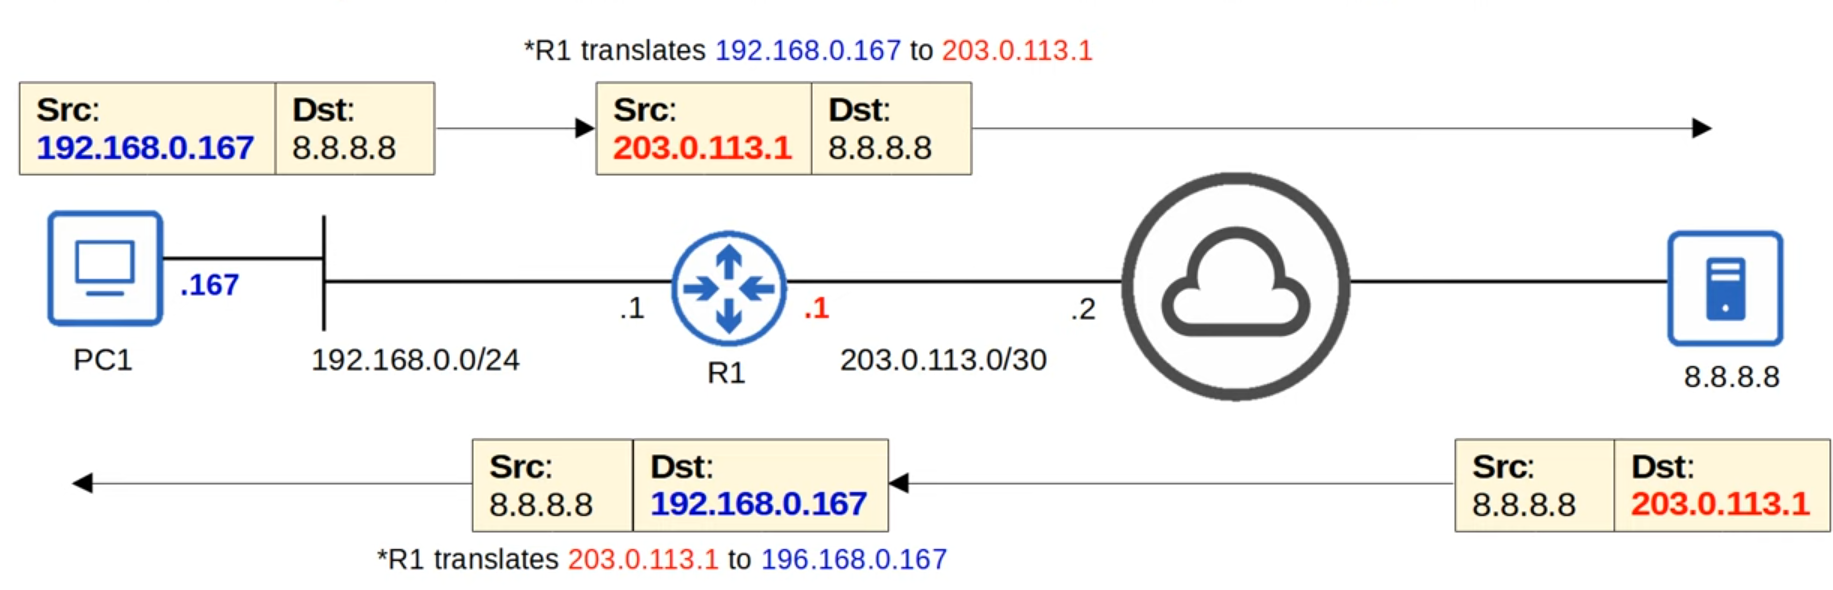 *R1 translates 192.168.0.167 to 203.0.113.1
Src:
192.168.0.167
Dst:
8.8.8.8
Src:
203.0.113.1
Dst:
8.8.8.8
.167
.1
.1
.2
PC1
192.168.0.0/24
R1
203.0.113.0/30
8.8.8.8
Src:
8.8.8.8
Dst:
192.168.0.167
Src:
8.8.8.8
Dst:
203.0.113.1
*R1 translates 203.0.113.1 to 196.168.0.167